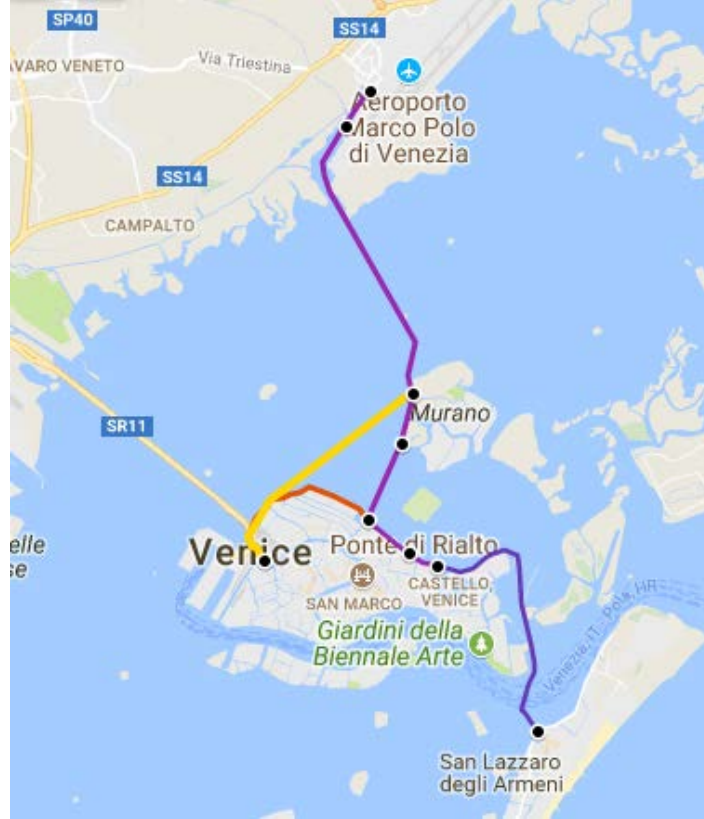 SP40
SS14
AVARO VENETO
Via Triestina
Aeroporto
Marco Polo
di Venezia
SS14
CAMPALTO
Murano
SR11
elle
se
Venice
Ponte di Rialto
SAN MARCO
CASTELLO,
VENICE
Giardini della
Biennale Arte
Venezia, IT - Pola, HR
San Lazzaro
degli Armeni